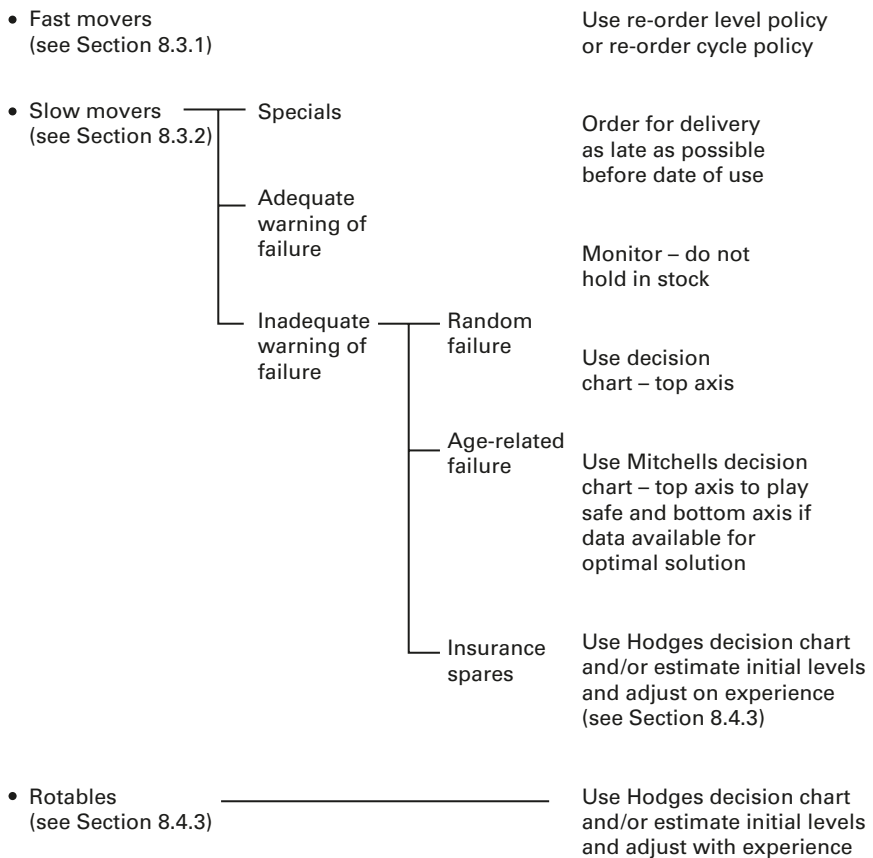 • Fast movers
(see Section 8.3.1)
Use re-order level policy
or re-order cycle policy
• Slow movers
(see Section 8.3.2)
Specials
Order for delivery
as late as possible
before date of use
Adequate
warning of
failure
Monitor – do not
hold in stock
Inadequate
warning of
failure
Random
failure
Use decision
chart – top axis
Age-related
failure
Use Mitchells decision
chart – top axis to play
safe and bottom axis if
data available for
optimal solution
Insurance
spares
Use Hodges decision chart
and/or estimate initial levels
and adjust on experience
(see Section 8.4.3)
• Rotables
(see Section 8.4.3)
Use Hodges decision chart
and/or estimate initial levels
and adjust with experience